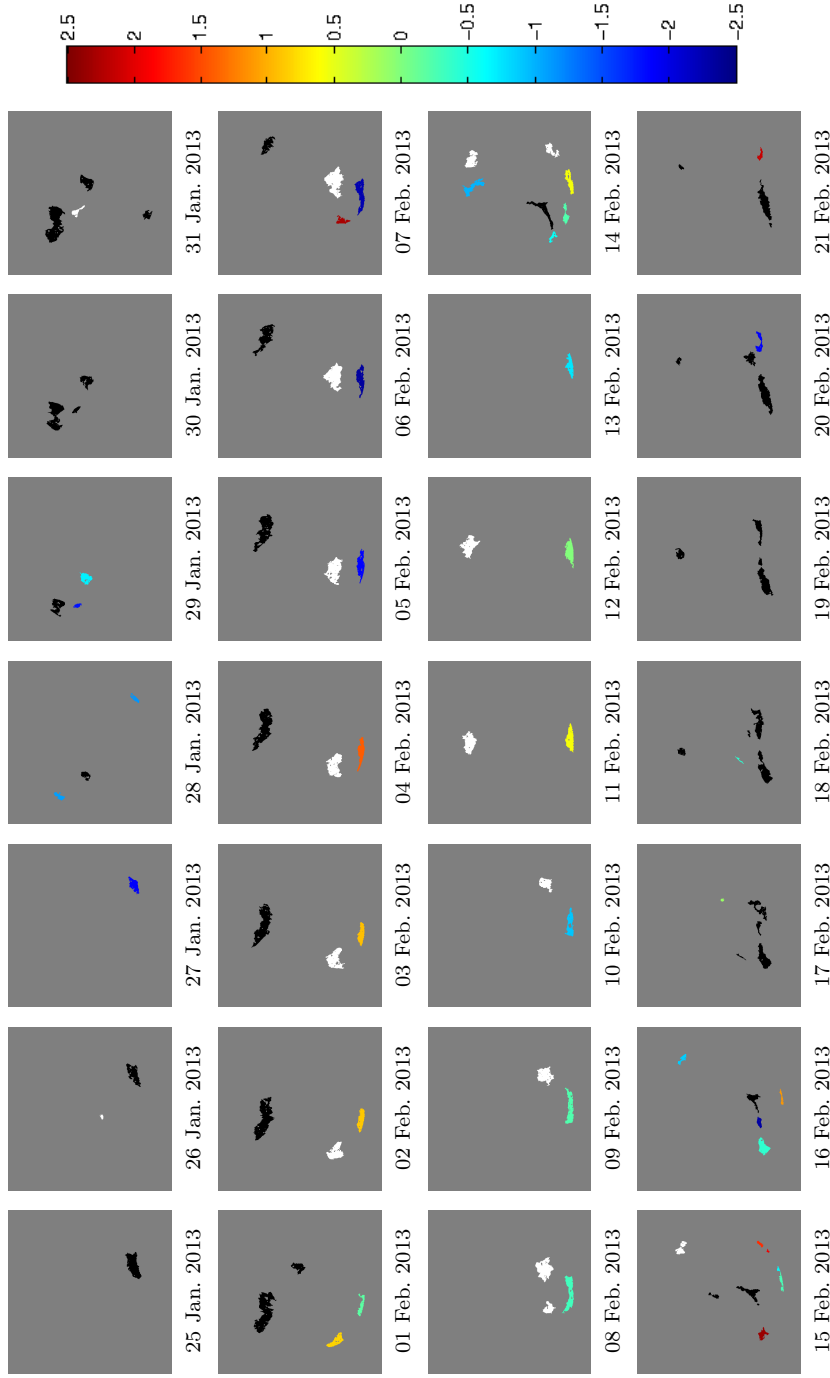 25 Jan. 2013
26 Jan. 2013
27 Jan. 2013
28 Jan. 2013
29 Jan. 2013
30 Jan. 2013
31 Jan. 2013
01 Feb. 2013
02 Feb. 2013
03 Feb. 2013
04 Feb. 2013
05 Feb. 2013
06 Feb. 2013
07 Feb. 2013
08 Feb. 2013
09 Feb. 2013
10 Feb. 2013
11 Feb. 2013
12 Feb. 2013
13 Feb. 2013
14 Feb. 2013
15 Feb. 2013
16 Feb. 2013
17 Feb. 2013
18 Feb. 2013
19 Feb. 2013
20 Feb. 2013
21 Feb. 2013
2.5
2
1.5
1
0.5
0
−0.5
−1
−1.5
−2
−2.5